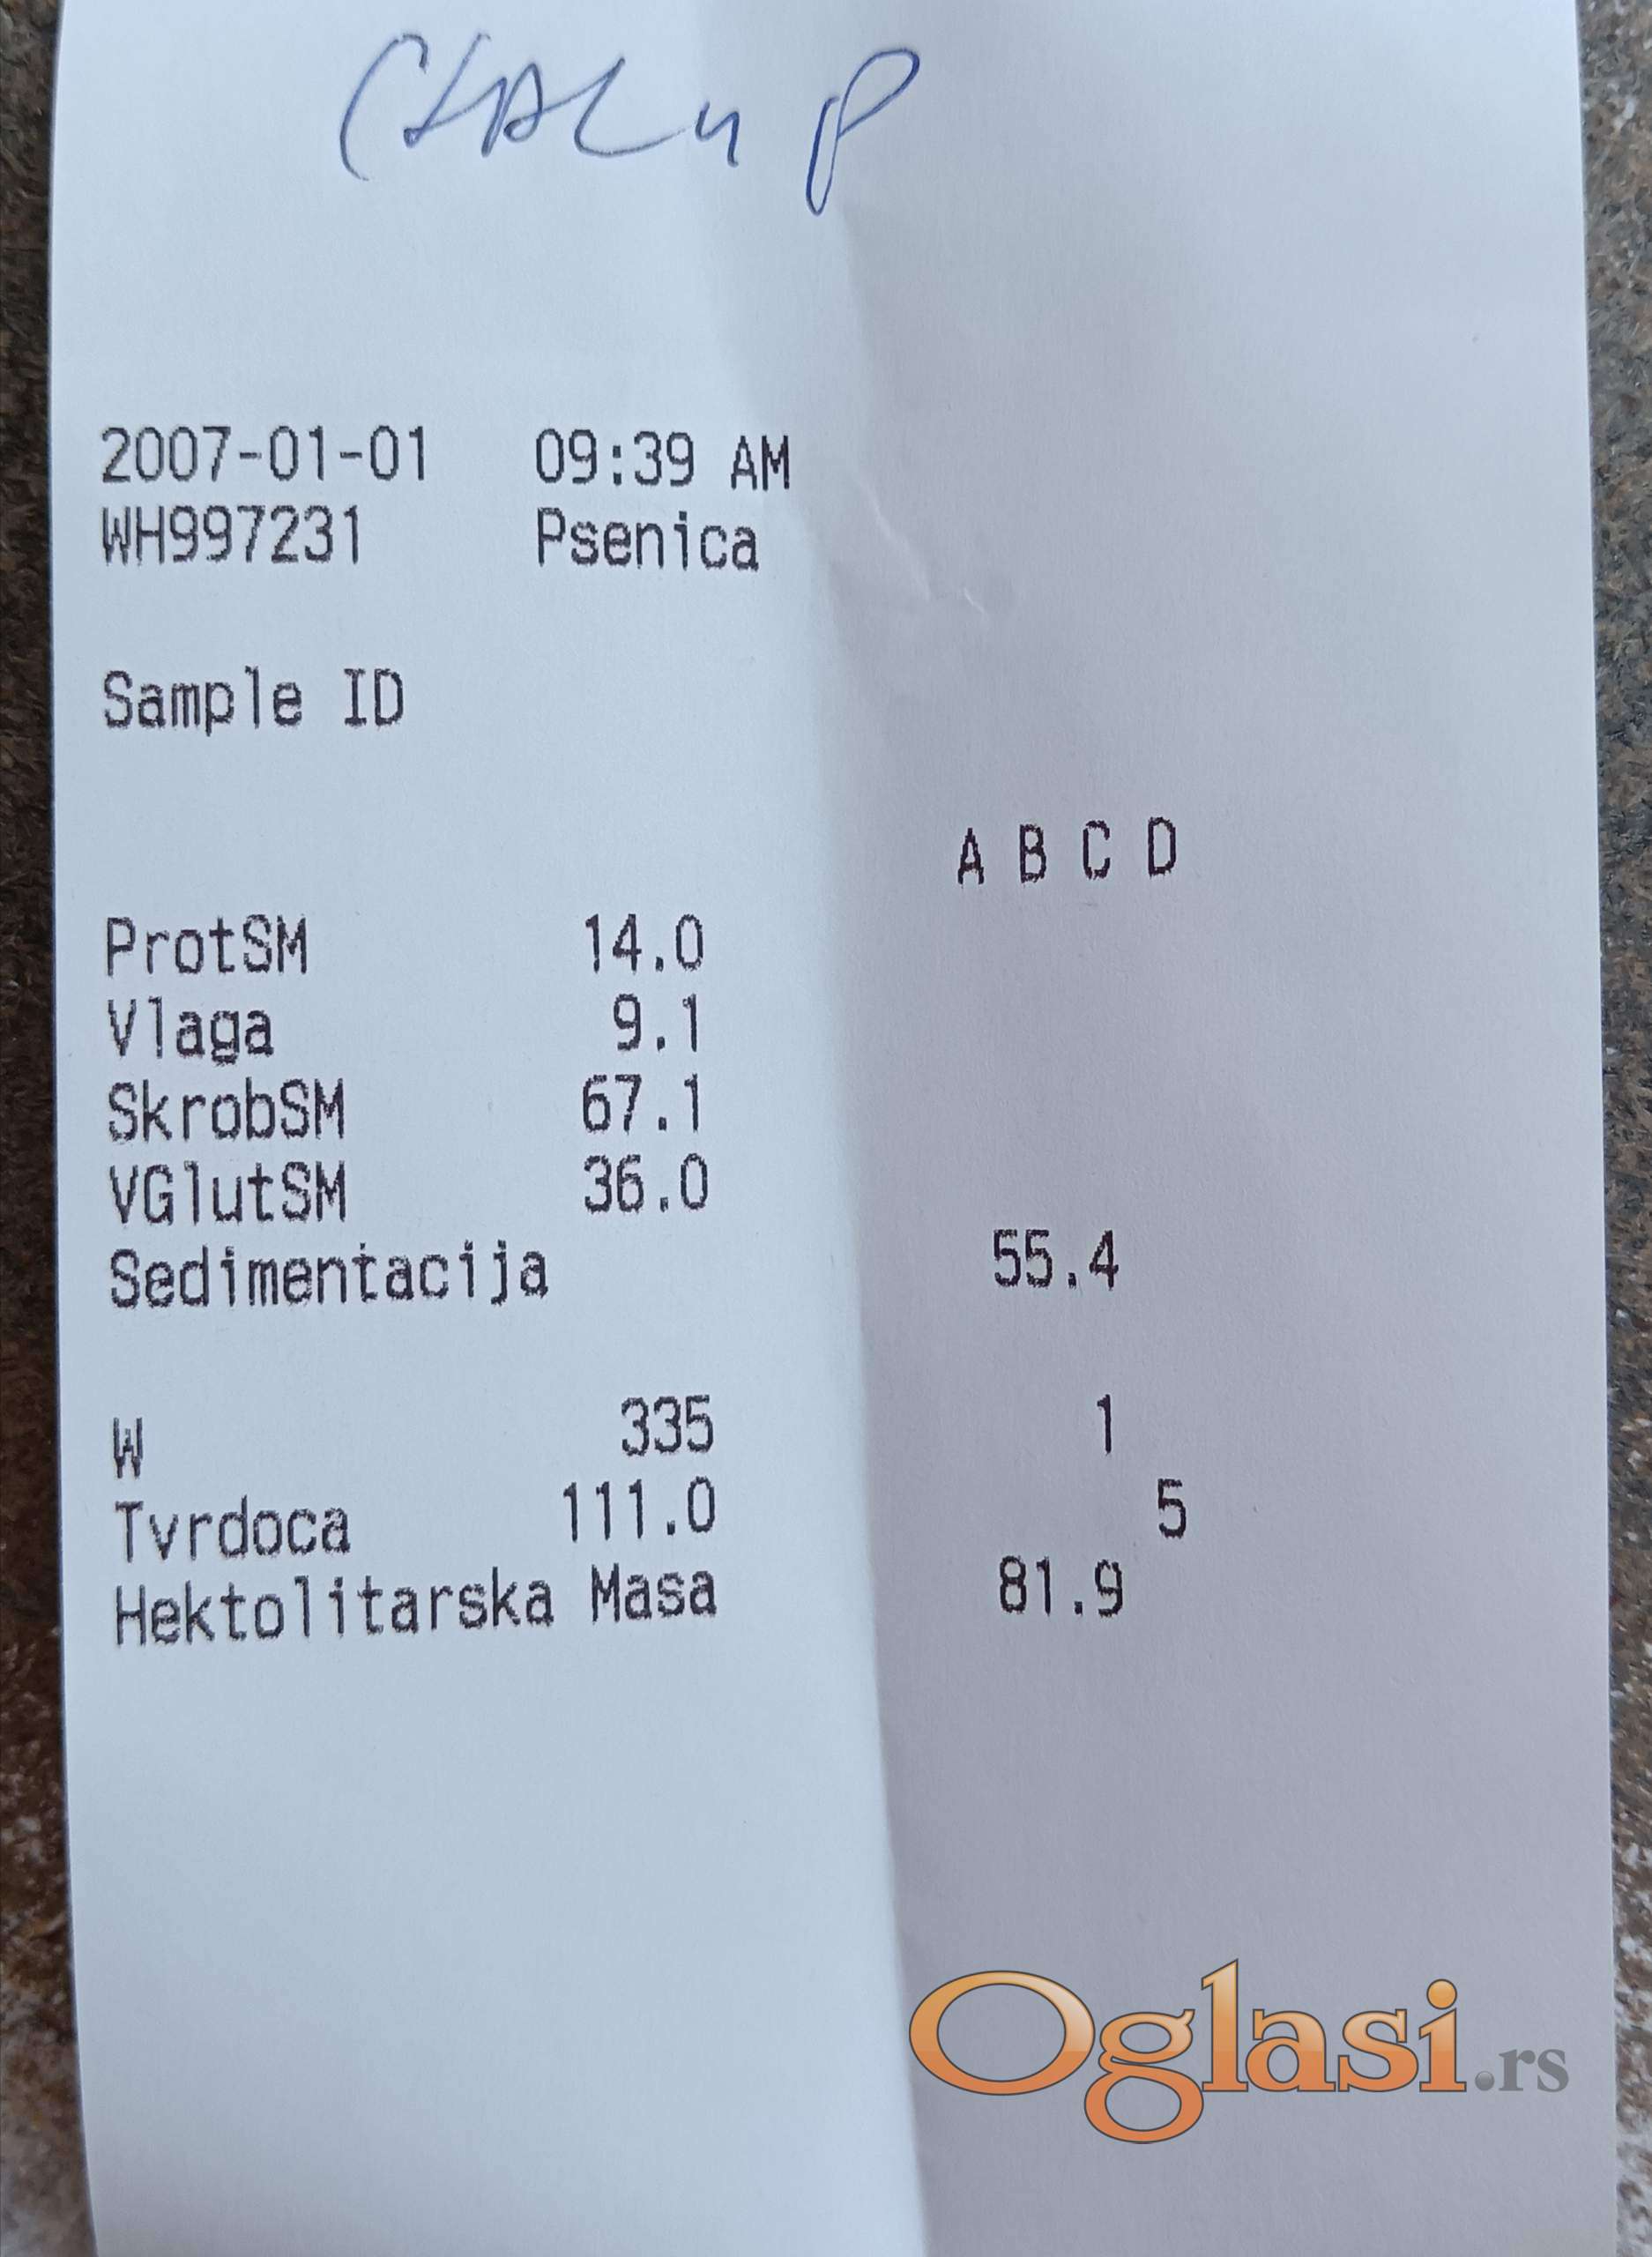 2007-01-01 09:39 AM
WH997231 Psenica
Sample ID
A B C D
ProtSM 14.0
Vlaga 9.1
SkrobSM 67.1
VGlutSM 36.0
Sedimentacija 55.4
W 335 1
Tvrdoca 111.0 5
Hektolitarska Masa 81.9
Oglasi.rs